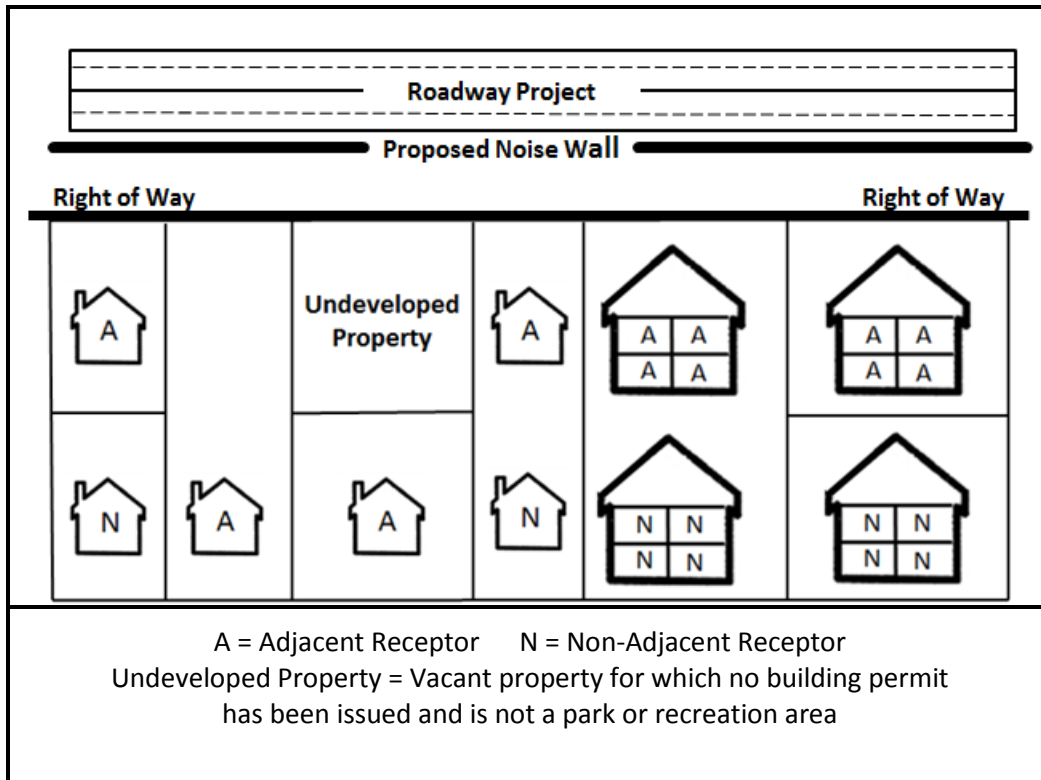 Roadway Project
Proposed Noise Wall
Right of Way Right of Way
Undeveloped
Property
A A A A A A
A A A A
N A A N N N N N
N N N N
A = Adjacent Receptor N = Non-Adjacent Receptor
Undeveloped Property = Vacant property for which no building permit
has been issued and is not a park or recreation area